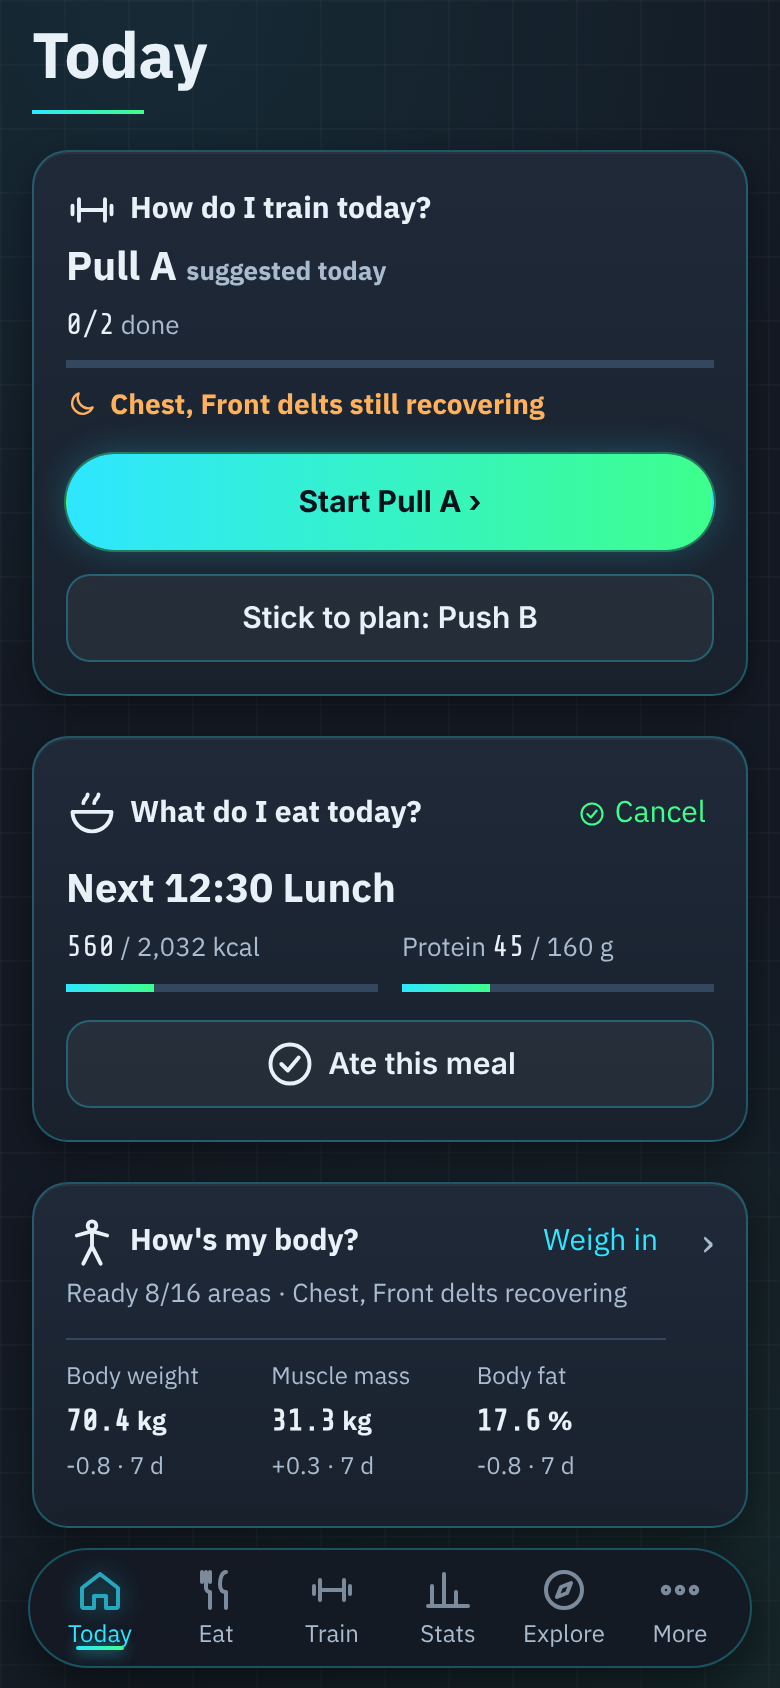 Today
How do I train today?
Pull A suggested today
0/2 done
Chest, Front delts still recovering
Start Pull A ›
Stick to plan: Push B
What do I eat today?
Cancel
Next 12:30 Lunch
560 / 2,032 kcal
Protein 45 / 160 g
Ate this meal
How's my body?
Weigh in ›
Ready 8/16 areas · Chest, Front delts recovering
Body weight Muscle mass Body fat
70.4 kg 31.3 kg 17.6 %
-0.8 · 7 d +0.3 · 7 d -0.8 · 7 d
Today Eat Train Stats Explore More